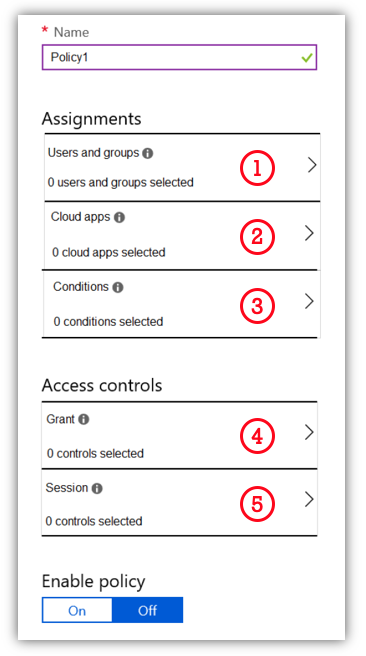 * Name
Policy1
Assignments
Users and groups
0 users and groups selected
1
Cloud apps
0 cloud apps selected
2
Conditions
0 conditions selected
3
Access controls
Grant
0 controls selected
4
Session
0 controls selected
5
Enable policy
On Off